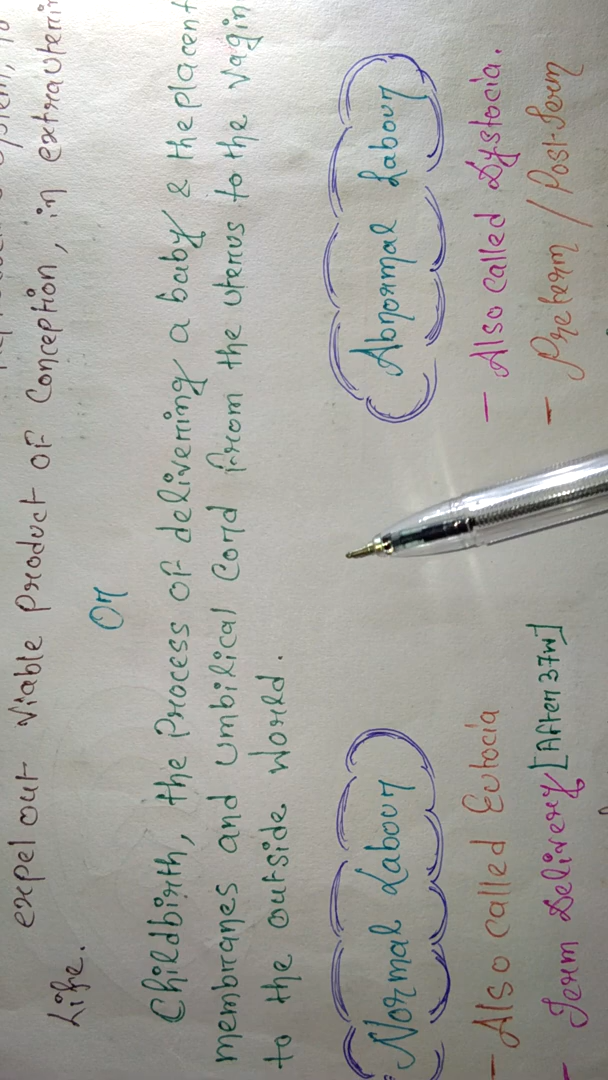 expel out Viable Product of Conception, in extrauterin
Life.
Or
Childbirth, the Process of delivering a baby & the placent
membranes and Umbilical Cord from the uterus to the vagin
to the outside World.
Normal Labour
Abnormal Labour
- Also called Eutocia
- Also called Dystocia.
- Term Delivery [After 37w]
- Preterm / Post-Term